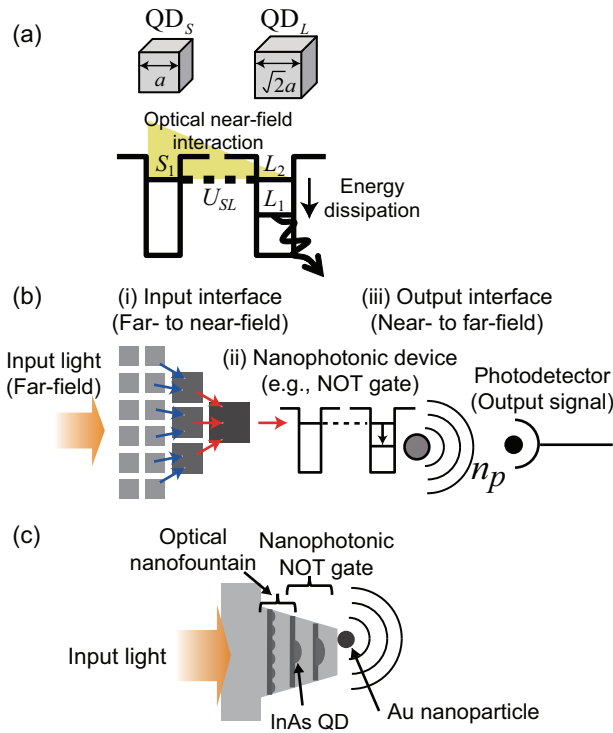 (a)
QD_S
QD_L
a
√2a
Optical near-field
interaction
S_1
L_2
U_{SL}
L_1
Energy
dissipation
(b)
(i) Input interface
(Far- to near-field)
(iii) Output interface
(Near- to far-field)
Input light
(Far-field)
(ii) Nanophotonic device
(e.g., NOT gate)
Photodetector
(Output signal)
n_p
(c)
Optical
nanofountain
Nanophotonic
NOT gate
Input light
InAs QD
Au nanoparticle